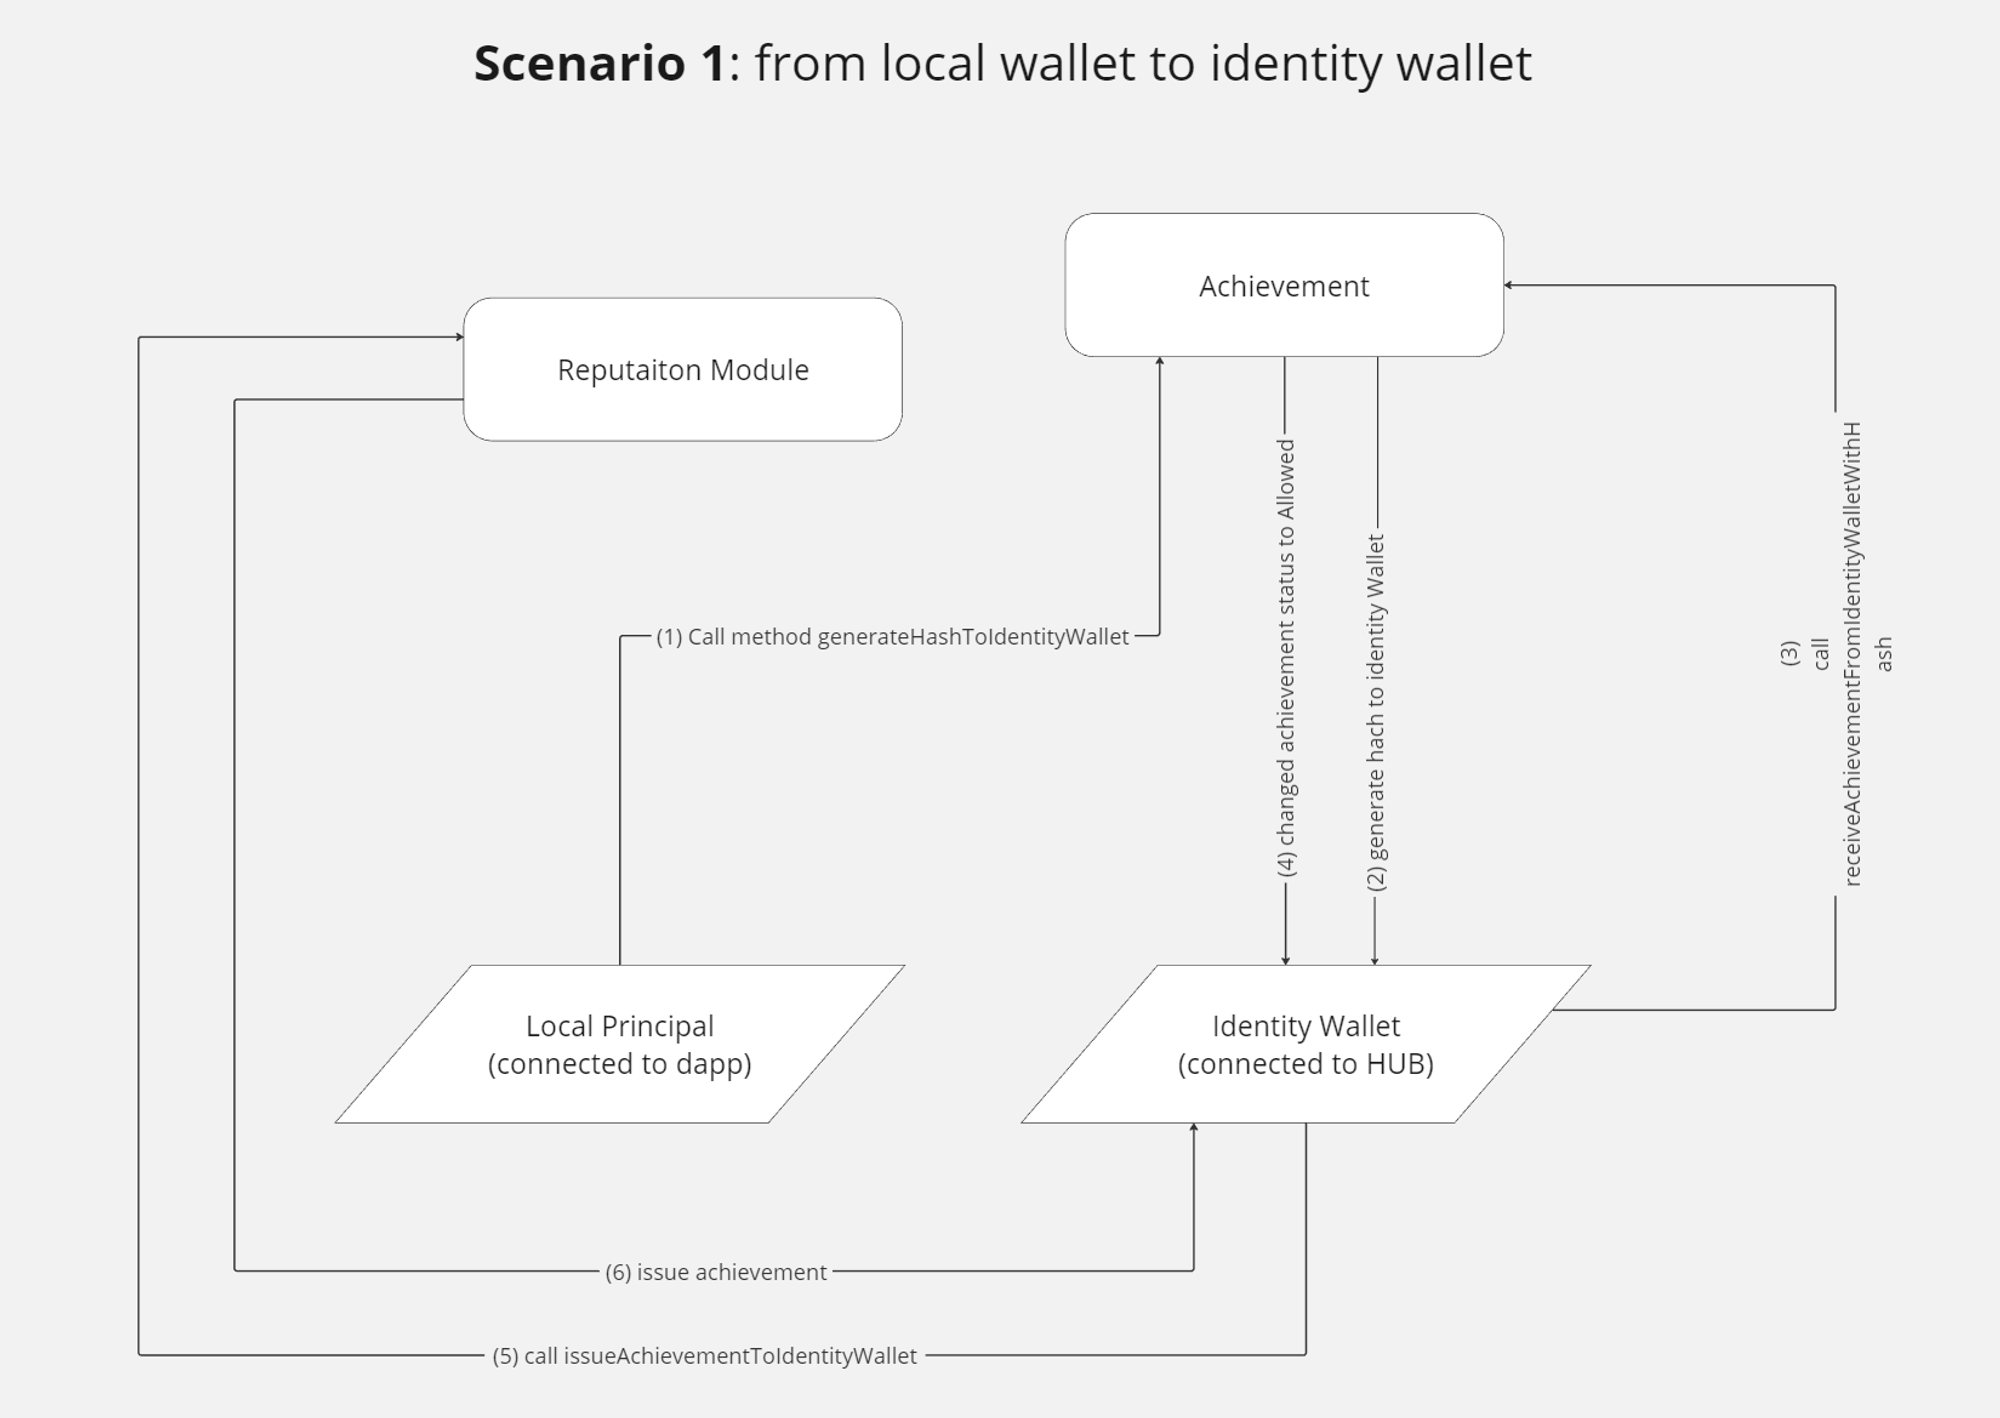 Scenario 1: from local wallet to identity wallet
Achievement
Reputaiton Module
(1) Call method generateHashToIdentityWallet
(4) changed achievement status to Allowed
(2) generate hach to identity Wallet
(3)
call
receiveAchievementFromIdentityWalletWithH
ash
Local Principal
(connected to dapp)
Identity Wallet
(connected to HUB)
(6) issue achievement
(5) call issueAchievementToIdentityWallet